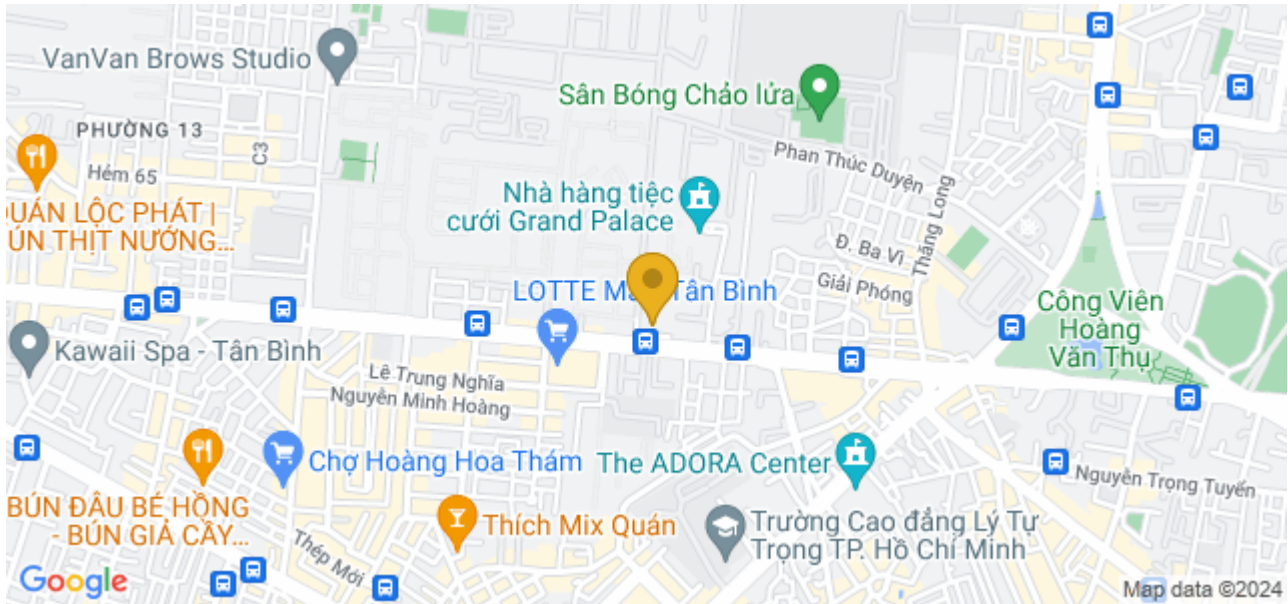 VanVan Brows Studio
Sân Bóng Chảo lửa
PHƯỜNG 13
C3
Hẻm 65
Phan Thúc Duyện
QUÁN LỘC PHÁT |
BÚN THỊT NƯỚNG...
Nhà hàng tiệc
cưới Grand Palace
Thăng Long
Đ. Ba Vì
Giải Phóng
LOTTE Tân Bình
Công Viên
Hoàng
Văn Thụ
Kawaii Spa - Tân Bình
Lê Trung Nghĩa
Nguyễn Minh Hoàng
Chợ Hoàng Hoa Thám
The ADORA Center
Nguyễn Trọng Tuyển
BÚN ĐẬU BÉ HỒNG
- BÚN GIẢ CẦY...
Thích Mix Quán
Trường Cao đẳng Lý Tự
Trọng TP. Hồ Chí Minh
Thép Mới
Google
Map data ©2024